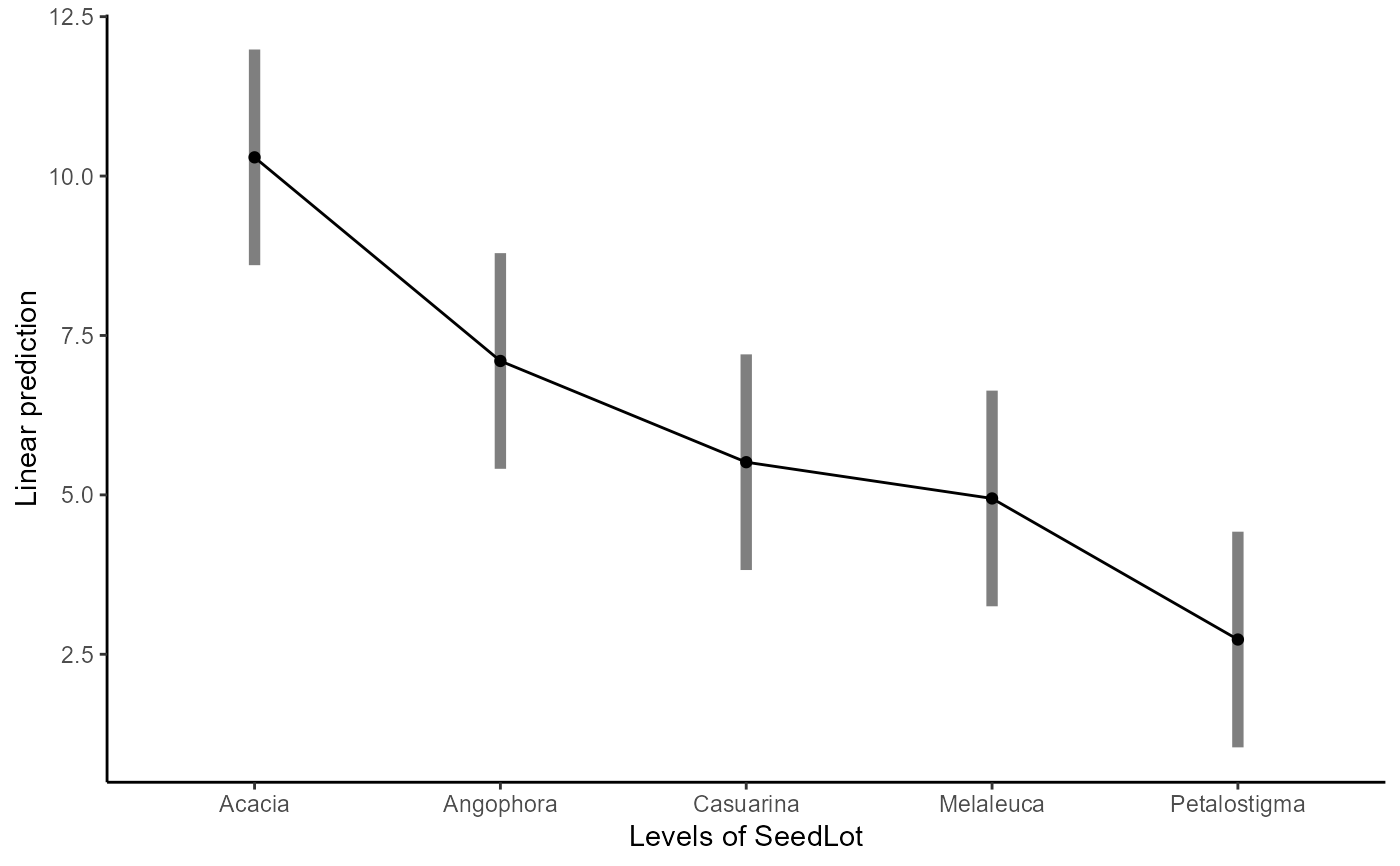 12.5
10.0
7.5
5.0
2.5
Linear prediction
Acacia Angophora Casuarina Melaleuca Petalostigma
Levels of SeedLot